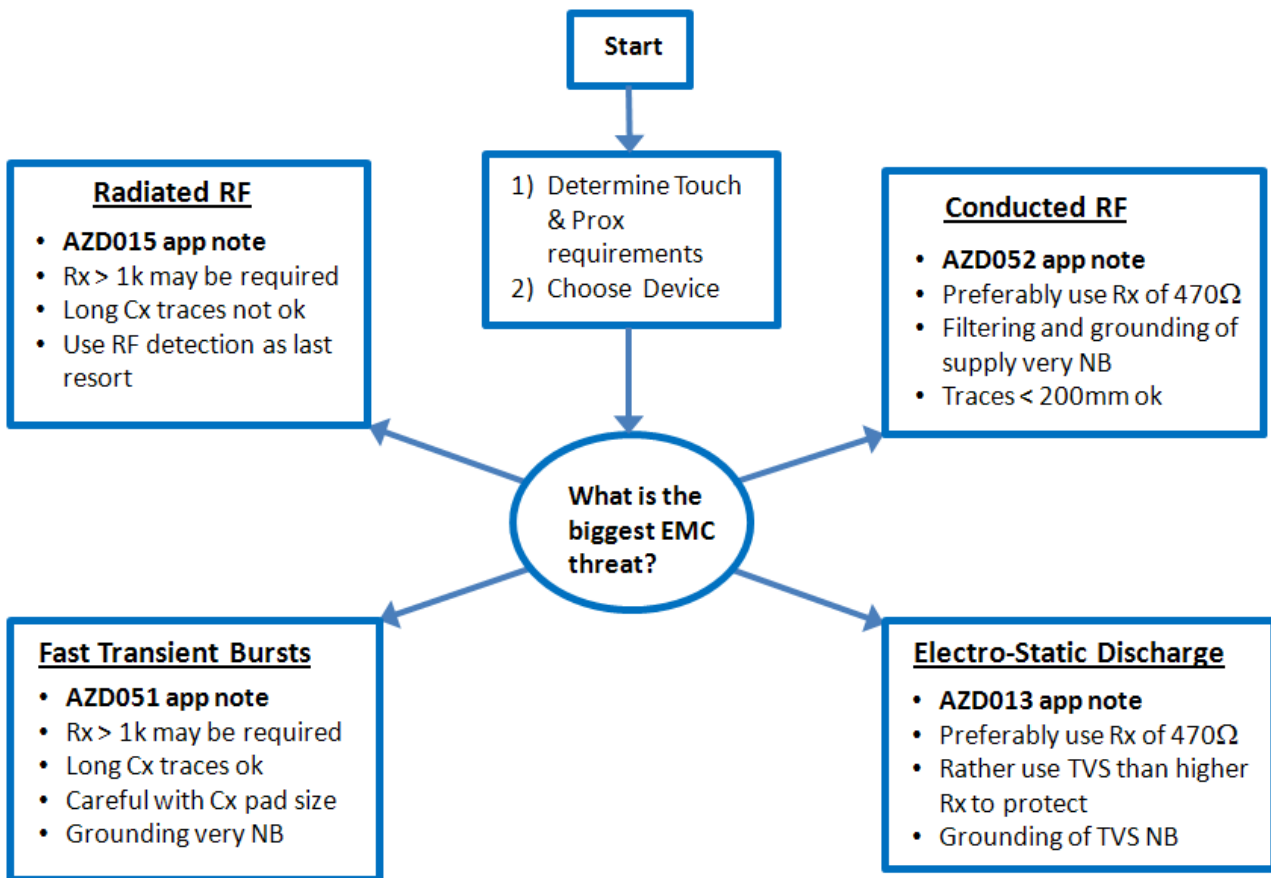 Start
1) Determine Touch
& Prox
requirements
2) Choose Device
Radiated RF
• AZD015 app note
• Rx > 1k may be required
• Long Cx traces not ok
• Use RF detection as last
resort
Conducted RF
• AZD052 app note
• Preferably use Rx of 470Ω
• Filtering and grounding of
supply very NB
• Traces < 200mm ok
What is the
biggest EMC
threat?
Fast Transient Bursts
• AZD051 app note
• Rx > 1k may be required
• Long Cx traces ok
• Careful with Cx pad size
• Grounding very NB
Electro-Static Discharge
• AZD013 app note
• Preferably use Rx of 470Ω
• Rather use TVS than higher
Rx to protect
• Grounding of TVS NB